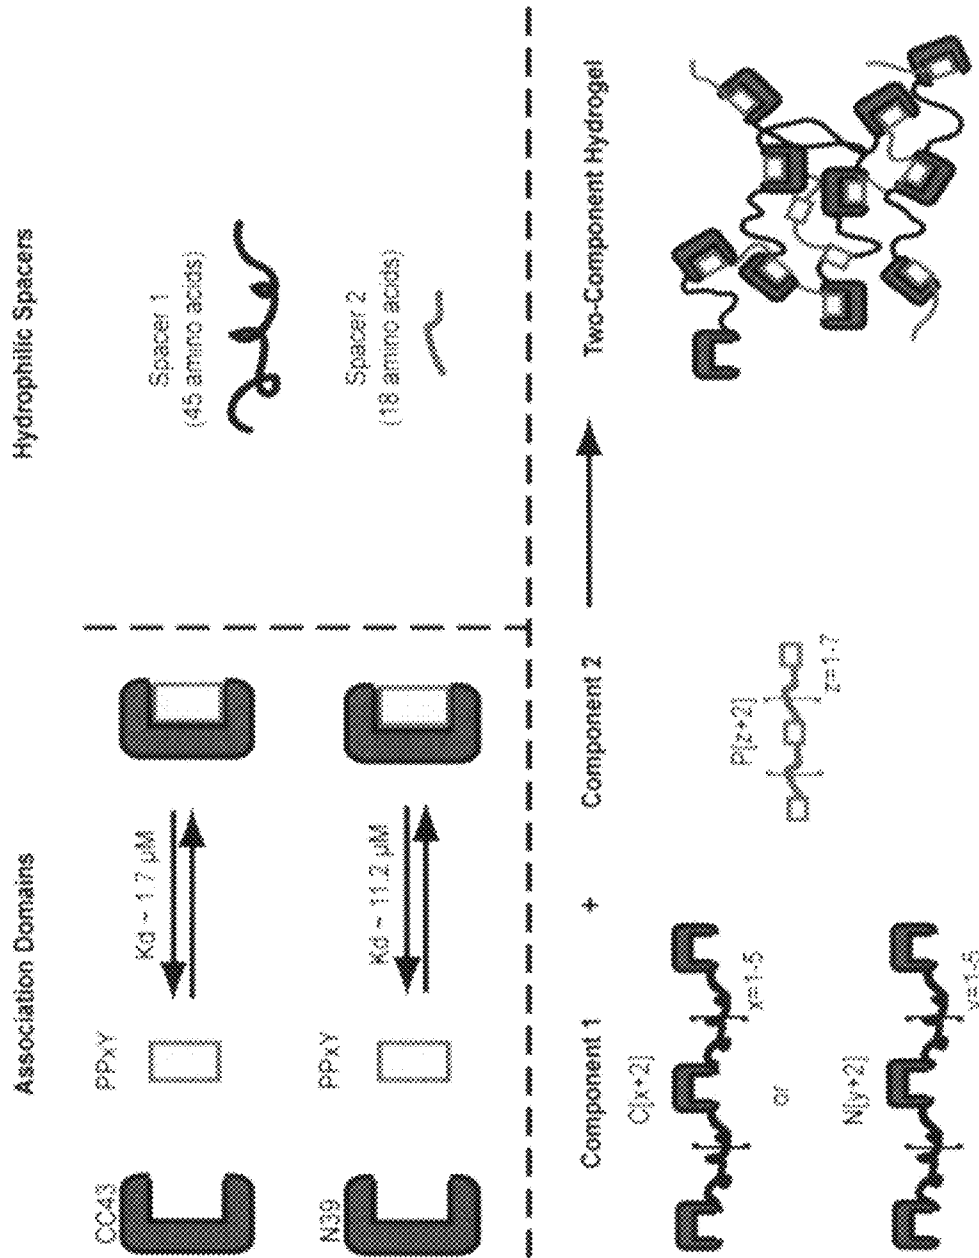 Association Domains
CC43
PPxY
Kd ~ 1.7 µM
N39
PPxY
Kd ~ 11.2 µM
Hydrophilic Spacers
Spacer 1
(45 amino acids)
Spacer 2
(18 amino acids)
Component 1
+
Component 2
Two-Component Hydrogel
C[x+2]
x=1-5
or
N[y+2]
P[z+2]
z=1-7